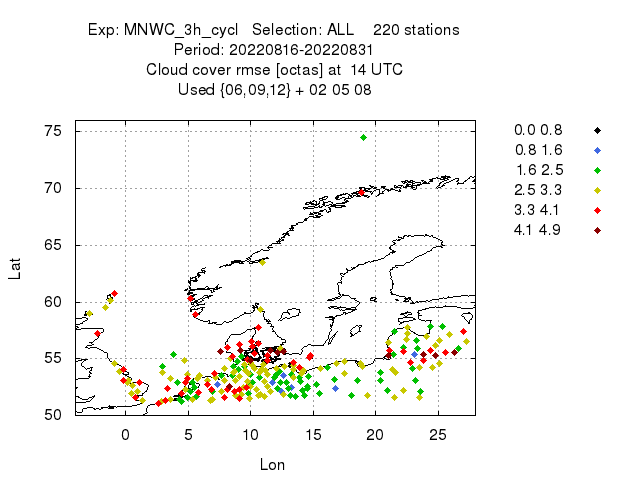 Exp: MNWC_3h_cycl   Selection: ALL    220 stations
Period: 20220816-20220831
Cloud cover rmse [octas] at  14 UTC
Used {06,09,12} + 02 05 08
0.0 0.8
0.8 1.6
1.6 2.5
2.5 3.3
3.3 4.1
4.1 4.9
Lat
75
70
65
60
55
50
0 5 10 15 20 25
Lon